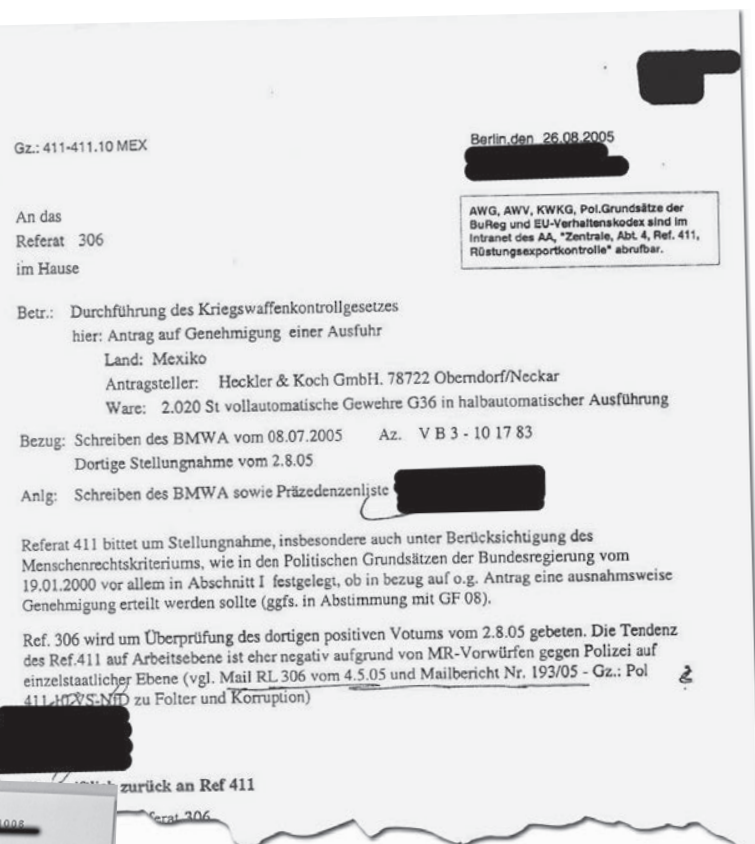 Gz.: 411-411.10 MEX
Berlin,den 26.08.2005
AWG, AWV, KWKG, Pol.Grundsätze der
BuReg und EU-Verhaltenskodex sind im
Intranet des AA, "Zentrale, Abt. 4, Ref. 411,
Rüstungsexportkontrolle" abrufbar.
An das
Referat 306
im Hause
Betr.: Durchführung des Kriegswaffenkontrollgesetzes
hier: Antrag auf Genehmigung einer Ausfuhr
Land: Mexiko
Antragsteller: Heckler & Koch GmbH. 78722 Oberndorf/Neckar
Ware: 2.020 St vollautomatische Gewehre G36 in halbautomatischer Ausführung
Bezug: Schreiben des BMWA vom 08.07.2005 Az. V B 3 - 10 17 83
Dortige Stellungnahme vom 2.8.05
Anlg: Schreiben des BMWA sowie Präzedenzenliste
Referat 411 bittet um Stellungnahme, insbesondere auch unter Berücksichtigung des
Menschenrechtskriteriums, wie in den Politischen Grundsätzen der Bundesregierung vom
19.01.2000 vor allem in Abschnitt I festgelegt, ob in bezug auf o.g. Antrag eine ausnahmsweise
Genehmigung erteilt werden sollte (ggfs. in Abstimmung mit GF 08).
Ref. 306 wird um Überprüfung des dortigen positiven Votums vom 2.8.05 gebeten. Die Tendenz
des Ref.411 auf Arbeitsebene ist eher negativ aufgrund von MR-Vorwürfen gegen Polizei auf
einzelstaatlicher Ebene (vgl. Mail RL 306 vom 4.5.05 und Mailbericht Nr. 193/05 - Gz.: Pol
zu Folter und Korruption)
zurück an Ref 411